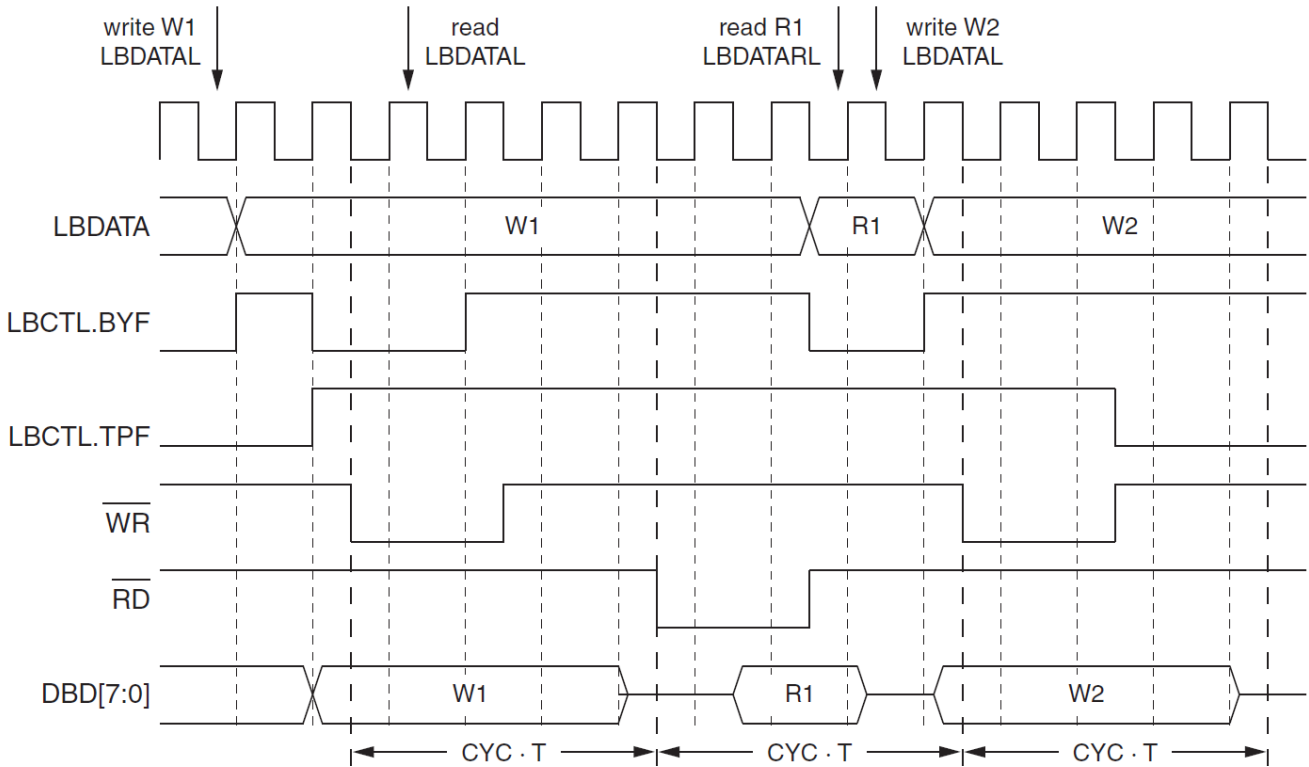 write W1
LBDATAL
read
LBDATAL
read R1
LBDATARL
write W2
LBDATAL
LBDATA
W1
R1
W2
LBCTL.BYF
LBCTL.TPF
WR
RD
DBD[7:0]
W1
R1
W2
CYC · T
CYC · T
CYC · T